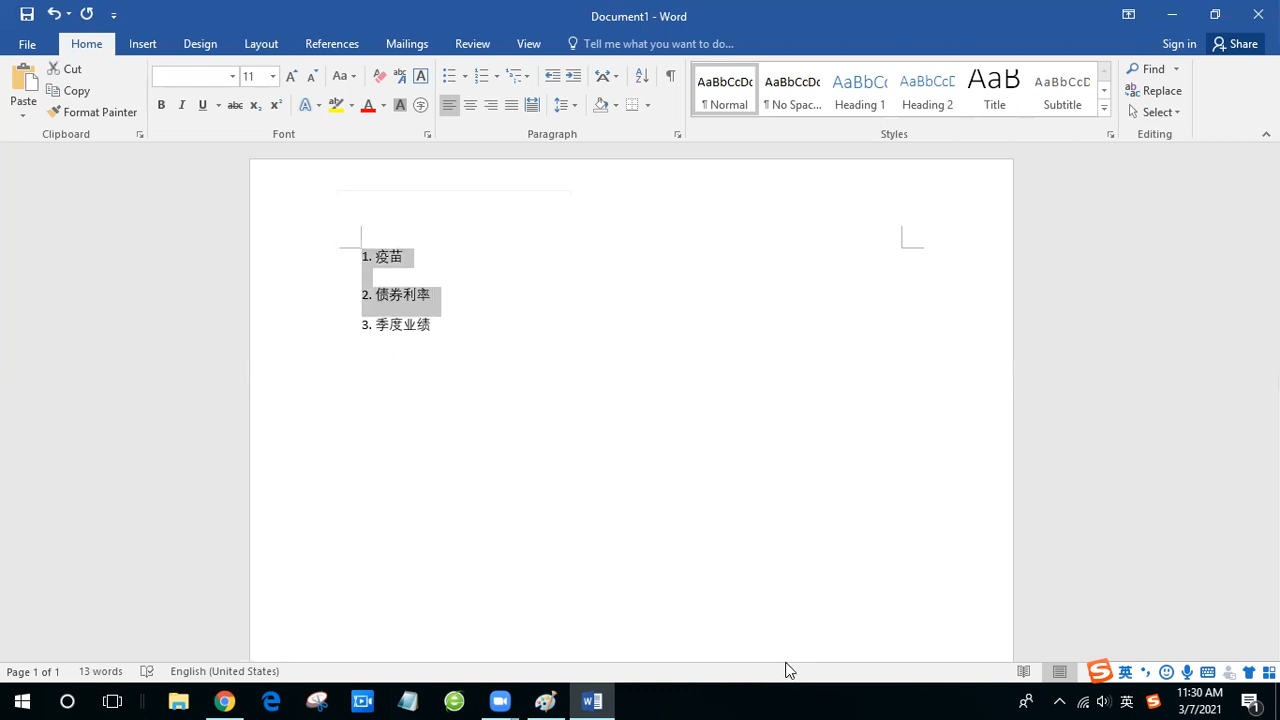 Document1 - Word
File Home Insert Design Layout References Mailings Review View Tell me what you want to do... Sign in Share
Cut
Copy
Format Painter
Paste
Clipboard
11
Aa
Font
Paragraph
AaBbCcDc AaBbCcDc AaBbCc AaBbCcD AaB AaBbCcD
¶ Normal ¶ No Spac... Heading 1 Heading 2 Title Subtitle
Styles
Find
Replace
Select
Editing
1. 疫苗
2. 债券利率
3. 季度业绩
Page 1 of 1 13 words English (United States)
英
英
11:30 AM
3/7/2021